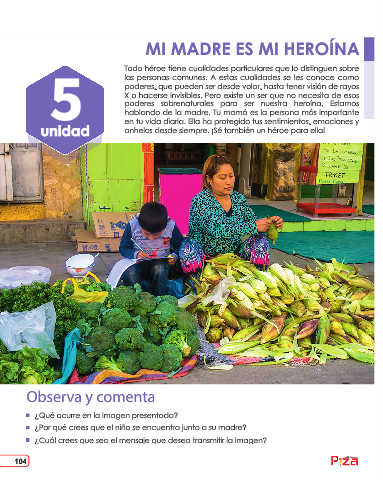 MI MADRE ES MI HEROÍNA
5
unidad
Todo héroe tiene cualidades particulares que lo distinguen sobre
las personas comunes. A estas cualidades se les conoce como
poderes, que pueden ser desde volar, hasta tener visión de rayos
X o hacerse invisibles. Pero existe un ser que no necesita de esos
poderes sobrenaturales para ser nuestra heroína. Estamos
hablando de la madre. Tu mamá es la persona más importante
en tu vida diaria. Ella ha protegido tus sentimientos, emociones y
anhelos desde siempre. ¡Sé también un héroe para ella!
TICKET
Observa y comenta
¿Qué ocurre en la imagen presentada?
¿Por qué crees que el niño se encuentra junto a su madre?
¿Cuál crees que sea el mensaje que desea transmitir la imagen?
104